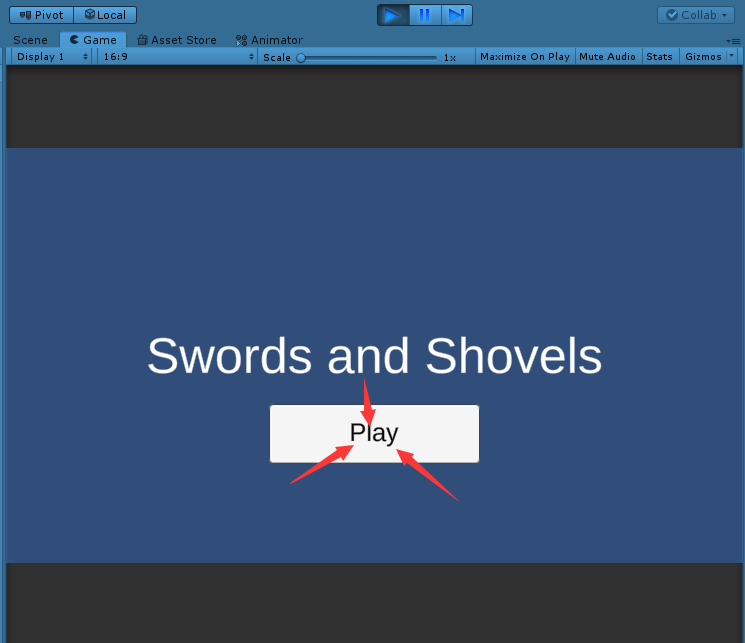 Pivot Local Collab
Scene Game Asset Store Animator
Display 1 16:9 Scale 1x Maximize On Play Mute Audio Stats Gizmos
Swords and Shovels
Play